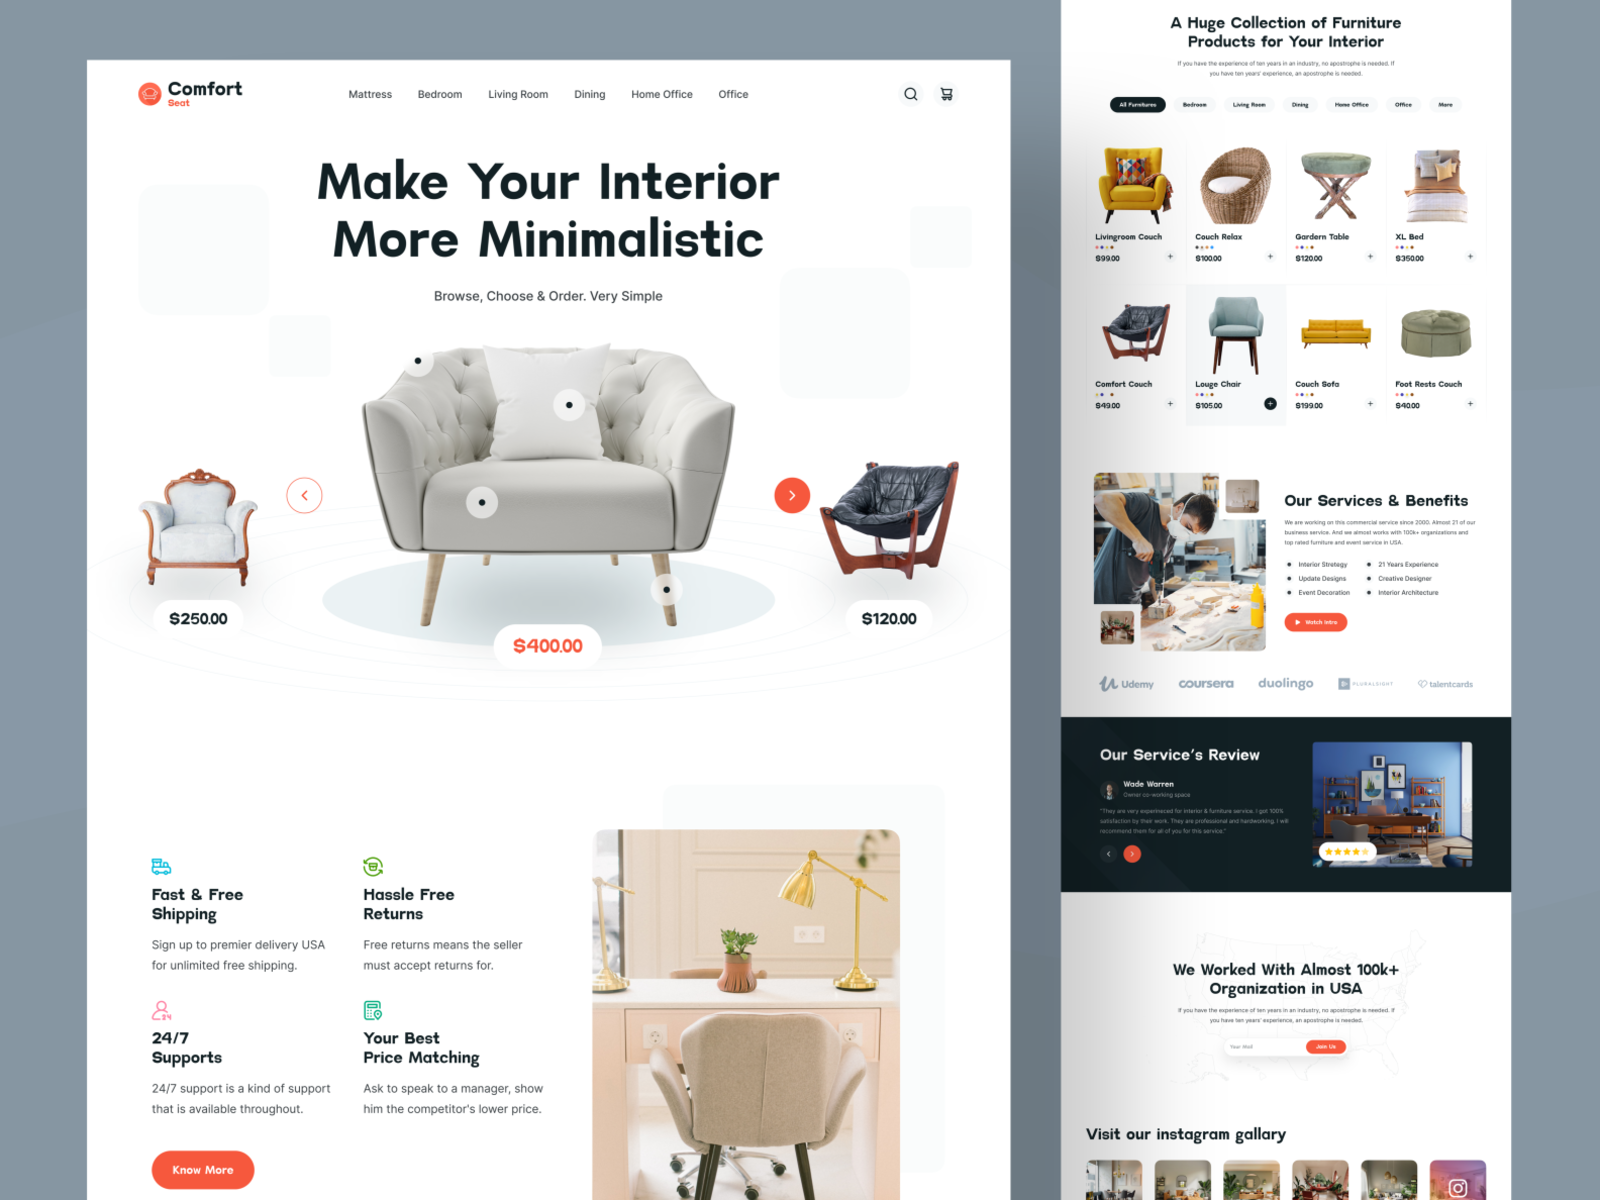 Comfort
Seat
Mattress
Bedroom
Living Room
Dining
Home Office
Office
Make Your Interior
More Minimalistic
Browse, Choose & Order. Very Simple
$250.00
$400.00
$120.00
Fast & Free
Shipping
Sign up to premier delivery USA
for unlimited free shipping.
Hassle Free
Returns
Free returns means the seller
must accept returns for.
24
24/7
Supports
24/7 support is a kind of support
that is available throughout.
Your Best
Price Matching
Ask to speak to a manager, show
him the competitor's lower price.
Know More
A Huge Collection of Furniture
Products for Your Interior
If you have the experience of ten years in an industry, no apostrophe is needed. If
you have ten years' experience, an apostrophe is needed.
All Furnitures
Bedroom
Living Room
Dining
Home Office
Office
More
Livingroom Couch
$99.00
Couch Relax
$100.00
Gardern Table
$120.00
XL Bed
$350.00
Comfort Couch
$49.00
Louge Chair
$105.00
Couch Sofa
$199.00
Foot Rests Couch
$40.00
Our Services & Benefits
We are working on this commercial service since 2000. Almost 21 of our
business service. And we almost works with 100k+ organizations and
top rated furniture and event service in USA.
Interior Stretegy
21 Years Experience
Update Designs
Creative Designer
Event Decoration
Interior Architecture
Watch Intro
Udemy
coursera
duolingo
PLURALSIGHT
talentcards
Our Service's Review
Wade Warren
Owner co-working space
"They are very experineced for interior & furniture service. I got 100%
satisfaction by their work. They are professional and hardworking. I will
recommend them for all of you for this service."
We Worked With Almost 100k+
Organization in USA
If you have the experience of ten years in an industry, no apostrophe is needed. If
you have ten years' experience, an apostrophe is needed.
Your Mail
Join Us
Visit our instagram gallary